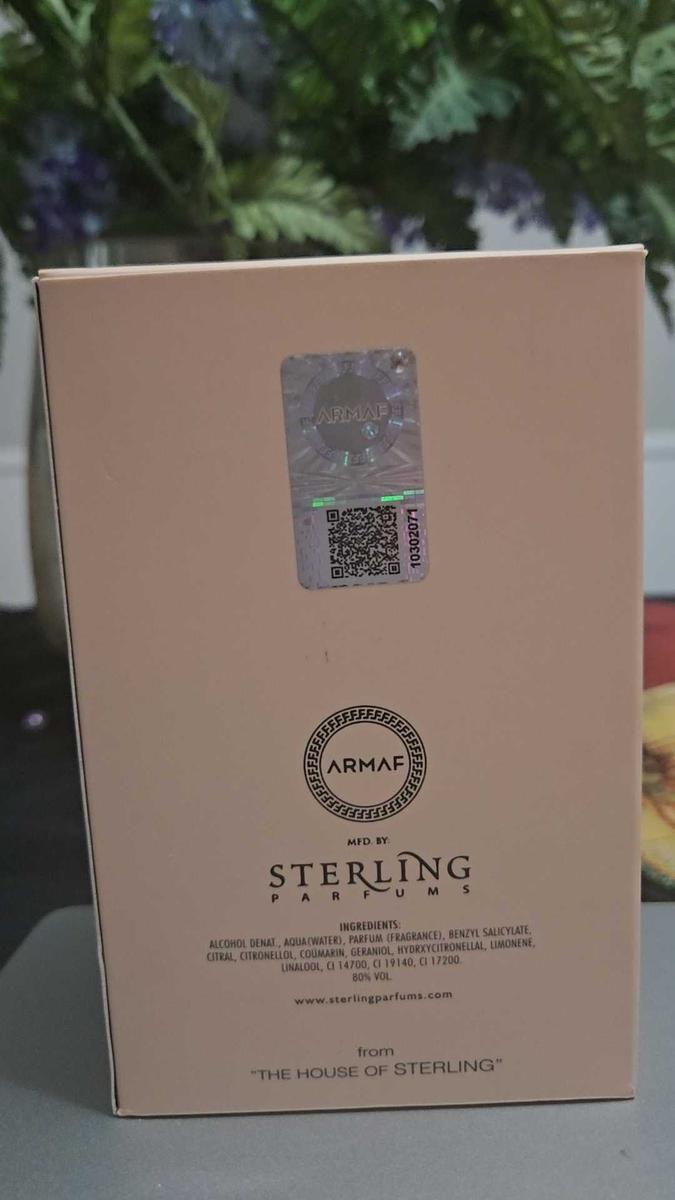 ARMAF
10302071
ARMAF
MFD. BY:
STERLING
PARFUMS
INGREDIENTS:
ALCOHOL DENAT., AQUA(WATER), PARFUM (FRAGRANCE), BENZYL SALICYLATE,
CITRAL, CITRONELLOL, COUMARIN, GERANIOL, HYDRXYCITRONELLAL, LIMONENE,
LINALOOL, CI 14700, CI 19140, CI 17200.
80% VOL.
www.sterlingparfums.com
from
"THE HOUSE OF STERLING"